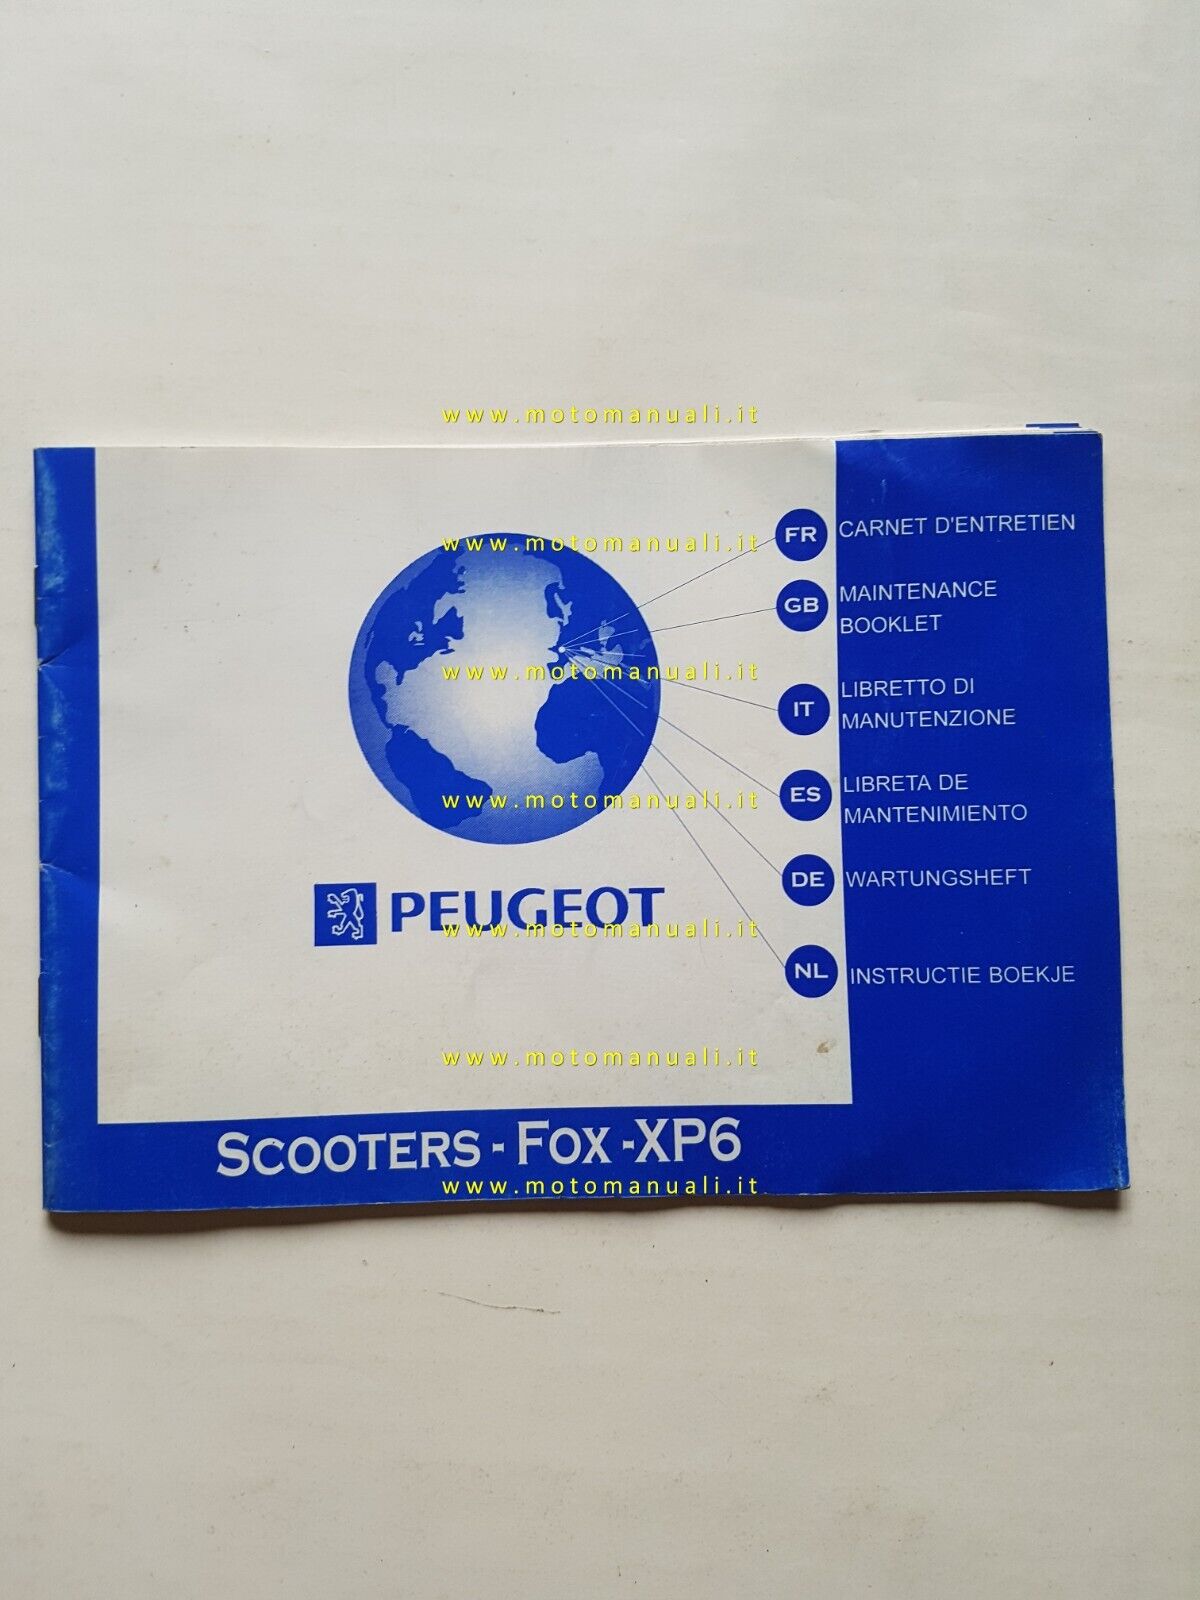 www.motomanuali.it
FR CARNET D'ENTRETIEN
www.motomanuali.it
GB MAINTENANCE
BOOKLET
www.motomanuali.it
IT LIBRETTO DI
MANUTENZIONE
ES LIBRETA DE
MANTENIMIENTO
www.motomanuali.it
DE WARTUNGSHEFT
PEUGEOT
www.motomanuali.it
NL INSTRUCTIE BOEKJE
www.motomanuali.it
SCOOTERS - FOX -XP6
www.motomanuali.it